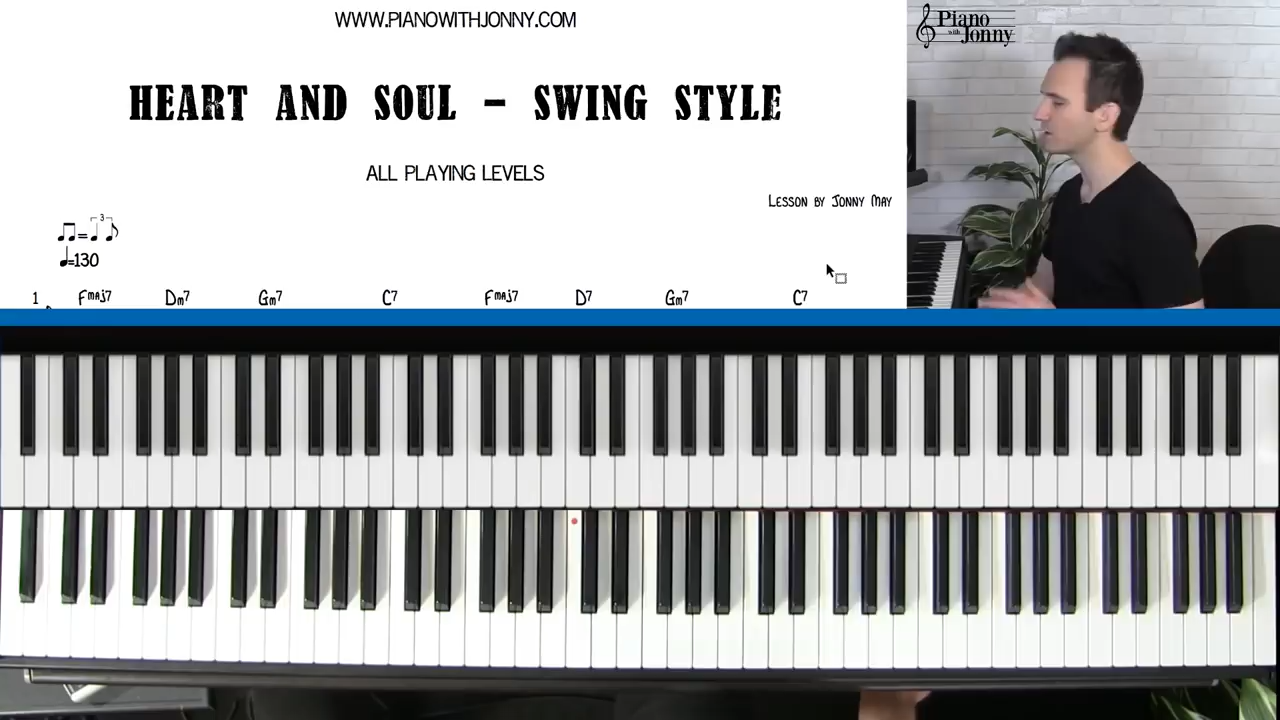 WWW.PIANOWITHJONNY.COM
Piano
with
Jonny
HEART AND SOUL – SWING STYLE
ALL PLAYING LEVELS
LESSON BY JONNY MAY
3
=130
1 Fmaj7 Dm7 Gm7 C7 Fmaj7 D7 Gm7 C7